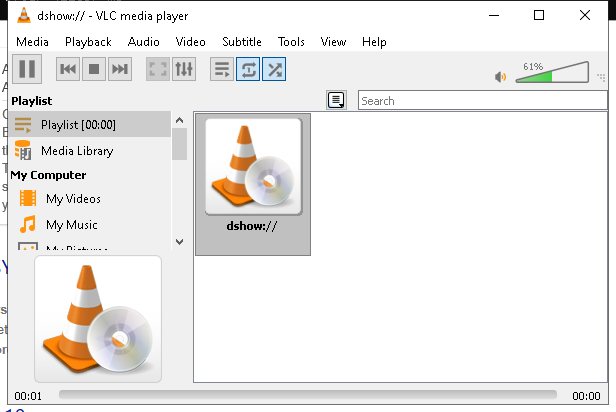 dshow:// - VLC media player
Media Playback Audio Video Subtitle Tools View Help
61%
Playlist
Search
Playlist [00:00]
Media Library
My Computer
My Videos
My Music
My Pictures
dshow://
00:01
00:00